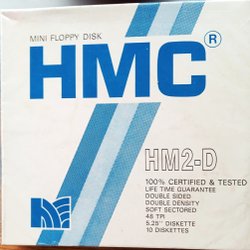 MINI FLOPPY DISK
HMC®
HM2-D
100% CERTIFIED & TESTED
LIFE TIME GUARANTEE
DOUBLE SIDED
DOUBLE DENSITY
SOFT SECTORED
48 TPI
5.25" DISKETTE
10 DISKETTES